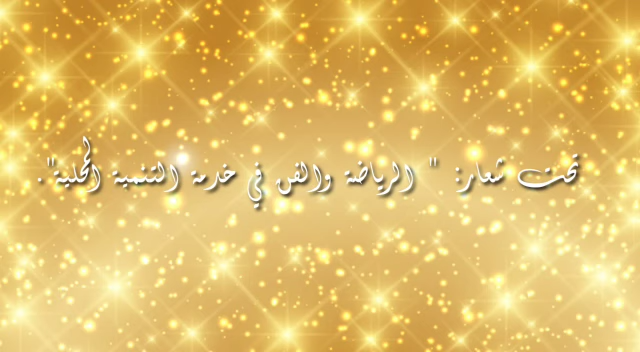 تحت شعار: " الرياضة والفن في خدمة التنمية المحلية".